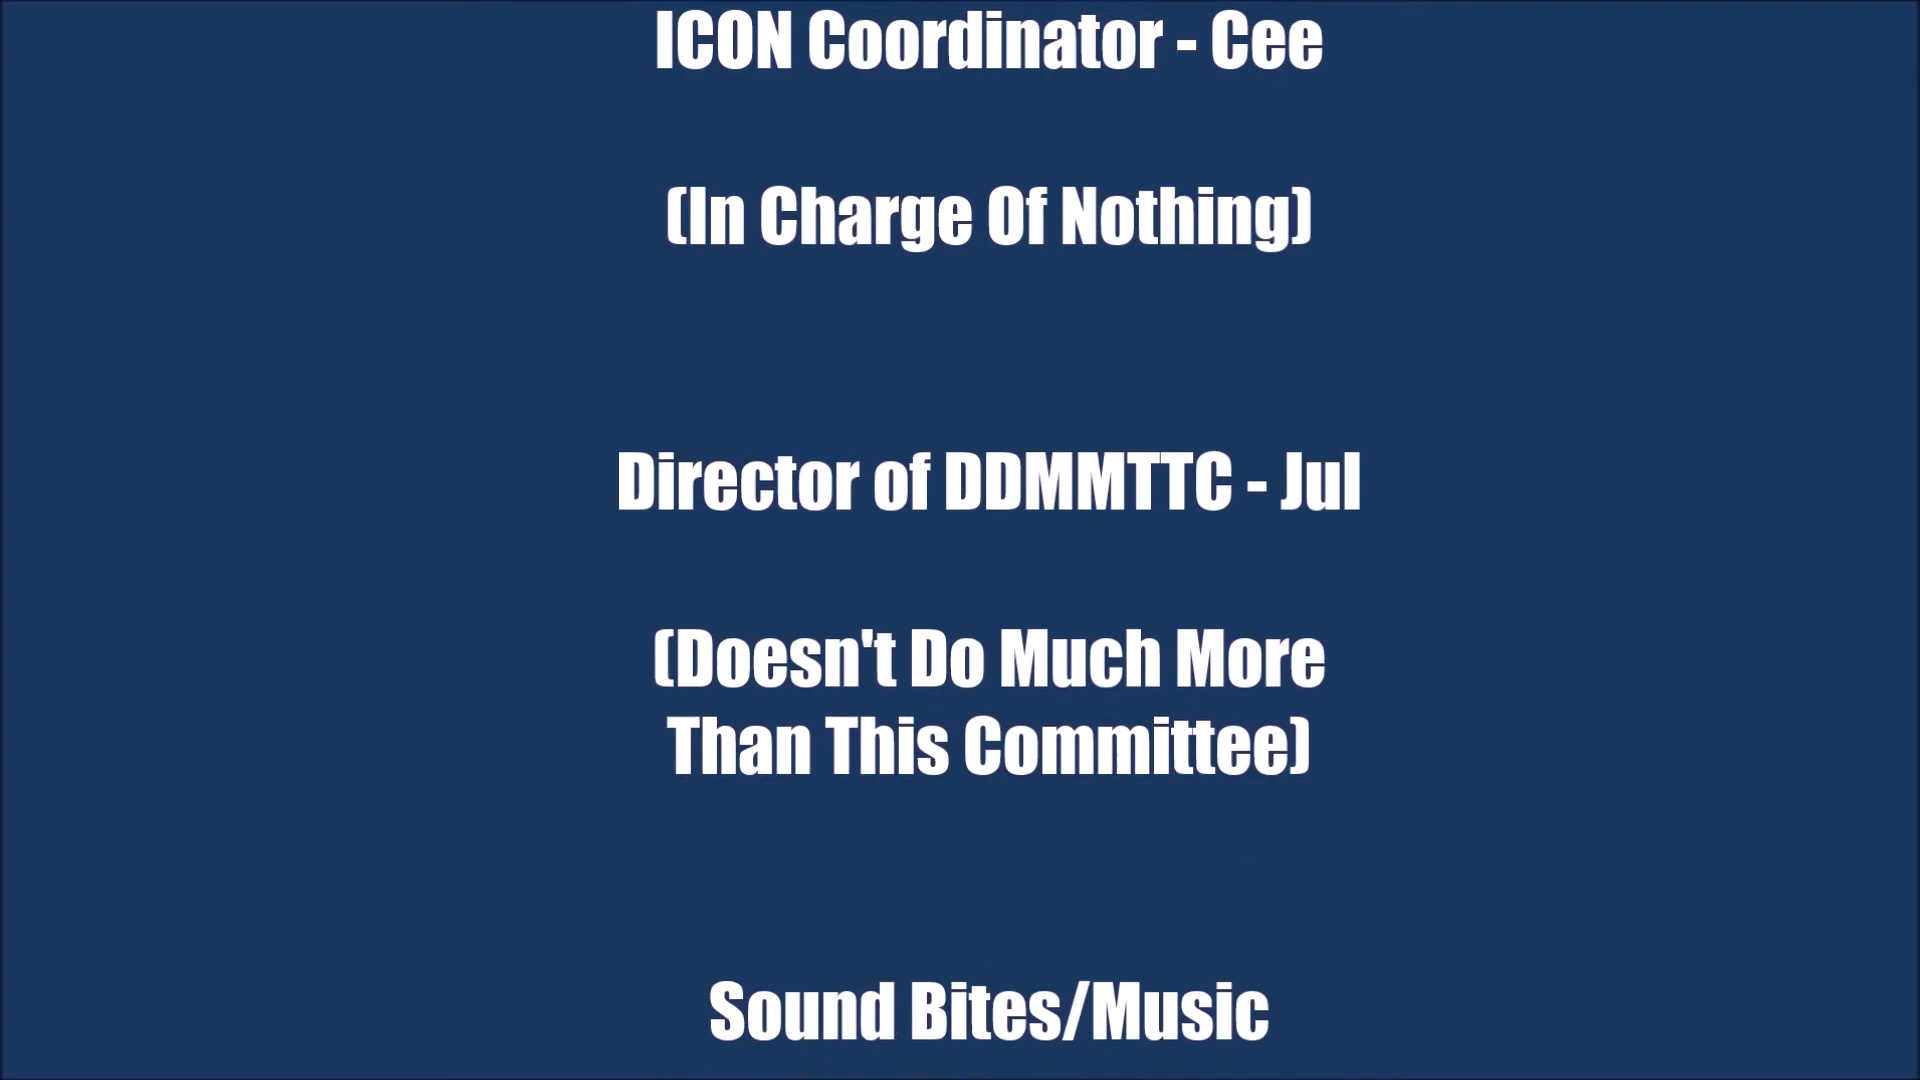 ICON Coordinator - Cee
(In Charge Of Nothing)
Director of DDMMTTC - Jul
(Doesn't Do Much More
Than This Committee)
Sound Bites/Music